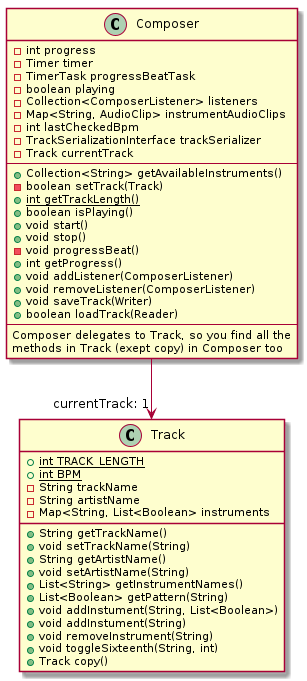 C Composer
int progress
Timer timer
TimerTask progressBeatTask
boolean playing
Collection<ComposerListener> listeners
Map<String, AudioClip> instrumentAudioClips
int lastCheckedBpm
TrackSerializationInterface trackSerializer
Track currentTrack
Collection<String> getAvailableInstruments()
boolean setTrack(Track)
int getTrackLength()
boolean isPlaying()
void start()
void stop()
void progressBeat()
int getProgress()
void addListener(ComposerListener)
void removeListener(ComposerListener)
void saveTrack(Writer)
boolean loadTrack(Reader)
Composer delegates to Track, so you find all the
methods in Track (exept copy) in Composer too
currentTrack: 1
C Track
int TRACK_LENGTH
int BPM
String trackName
String artistName
Map<String, List<Boolean> instruments
String getTrackName()
void setTrackName(String)
String getArtistName()
void setArtistName(String)
List<String> getInstrumentNames()
List<Boolean> getPattern(String)
void addInstument(String, List<Boolean>)
void addInstument(String)
void removeInstrument(String)
void toggleSixteenth(String, int)
Track copy()